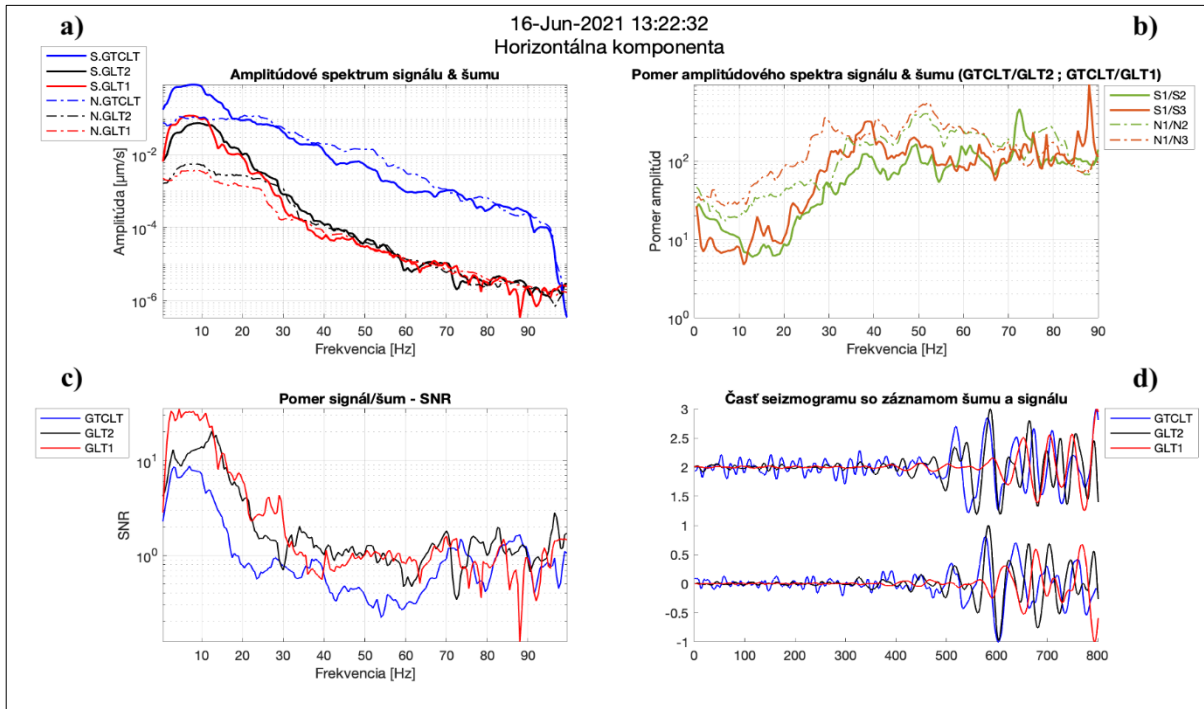 16-Jun-2021 13:22:32
Horizontálna komponenta
a)
S.GTCLT
S.GLT2
S.GLT1
N.GTCLT
N.GLT2
N.GLT1
Amplitúdové spektrum signálu & šumu
Amplitúda [µm/s]
10^-2
10^-4
10^-6
10 20 30 40 50 60 70 80 90
Frekvencia [Hz]
b)
Pomer amplitúdového spektra signálu & šumu (GTCLT/GLT2 ; GTCLT/GLT1)
S1/S2
S1/S3
N1/N2
N1/N3
Pomer amplitúd
10^2
10^1
10^0
0 10 20 30 40 50 60 70 80 90
Frekvencia [Hz]
c)
Pomer signál/šum - SNR
GTCLT
GLT2
GLT1
SNR
10^1
10^0
10 20 30 40 50 60 70 80 90
Frekvencia [Hz]
d)
Časť seizmogramu so záznamom šumu a signálu
GTCLT
GLT2
GLT1
3
2.5
2
1.5
1
0.5
0
-0.5
-1
0 100 200 300 400 500 600 700 800